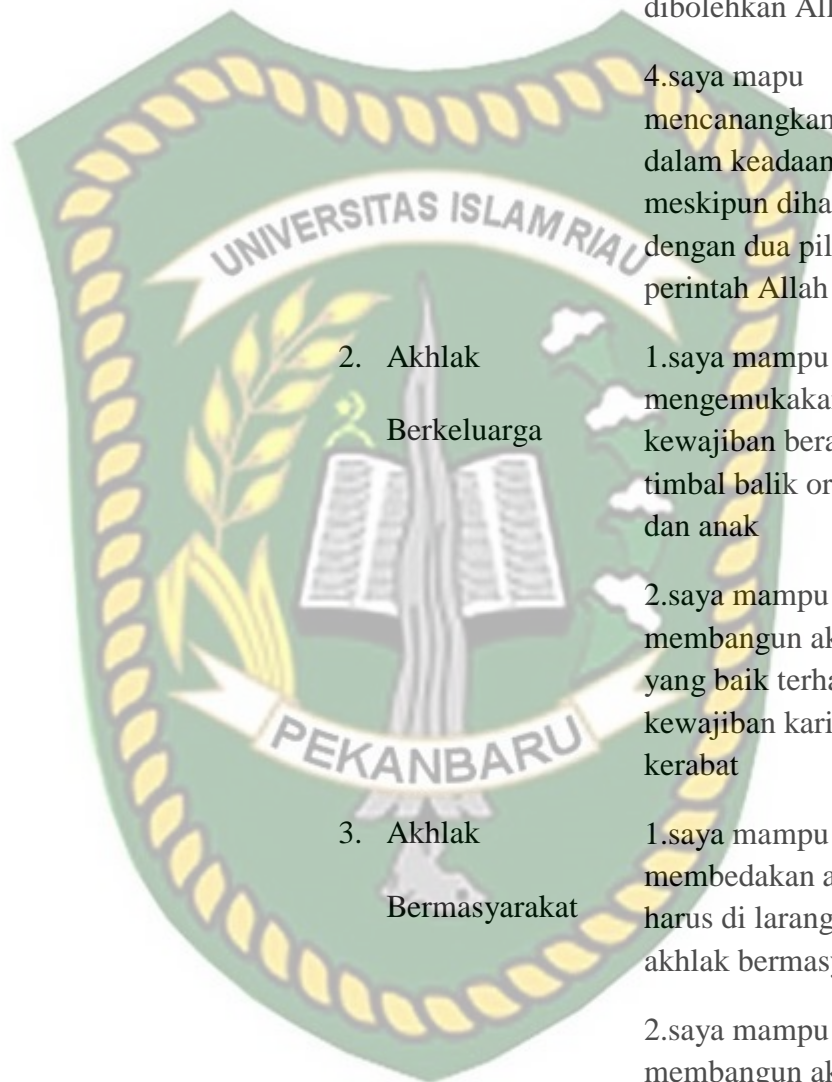 dibolehkan All
4.saya mapu
mencanangkan
dalam keadaan
meskipun diha
dengan dua pil
perintah Allah
UNIVERSITAS ISLAM RIAU
2. Akhlak
Berkeluarga
1.saya mampu
mengemukakan
kewajiban bera
timbal balik or
dan anak
2.saya mampu
membangun ak
yang baik terha
kewajiban kari
kerabat
PEKANBARU
3. Akhlak
Bermasyarakat
1.saya mampu
membedakan a
harus di larang
akhlak bermasy
2.saya mampu
membangun ak